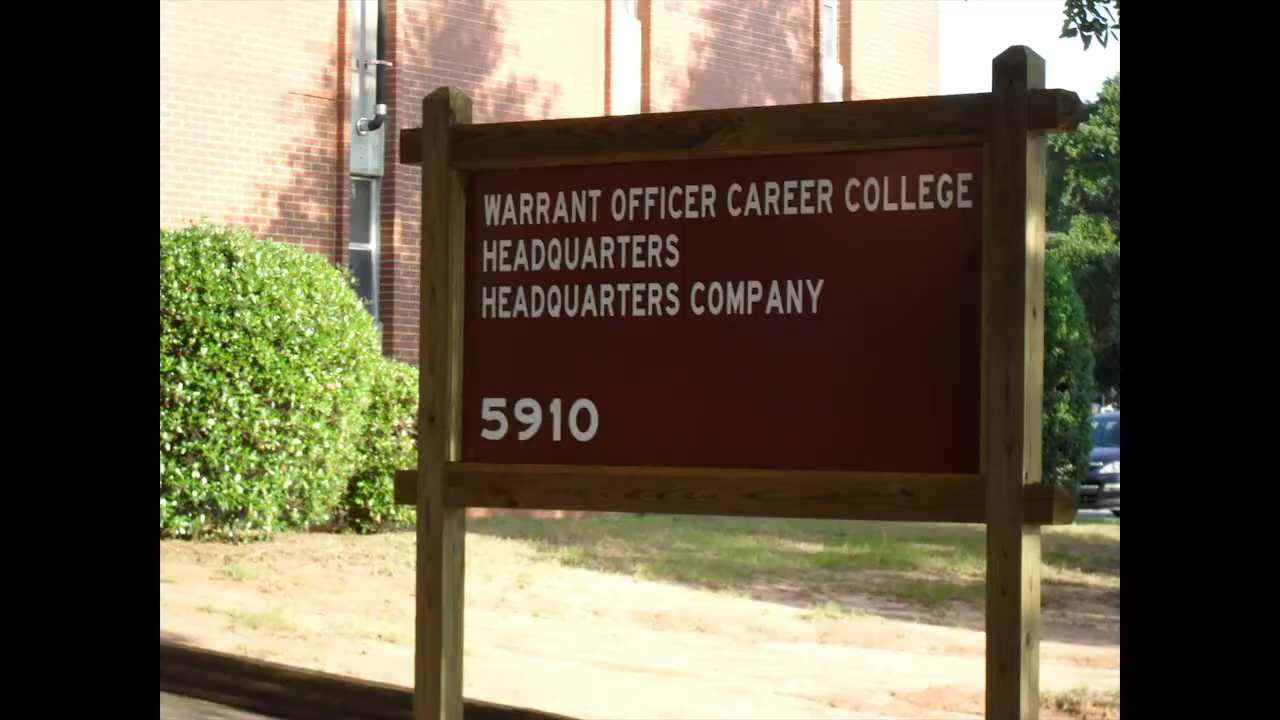 WARRANT OFFICER CAREER COLLEGE
HEADQUARTERS
HEADQUARTERS COMPANY
5910